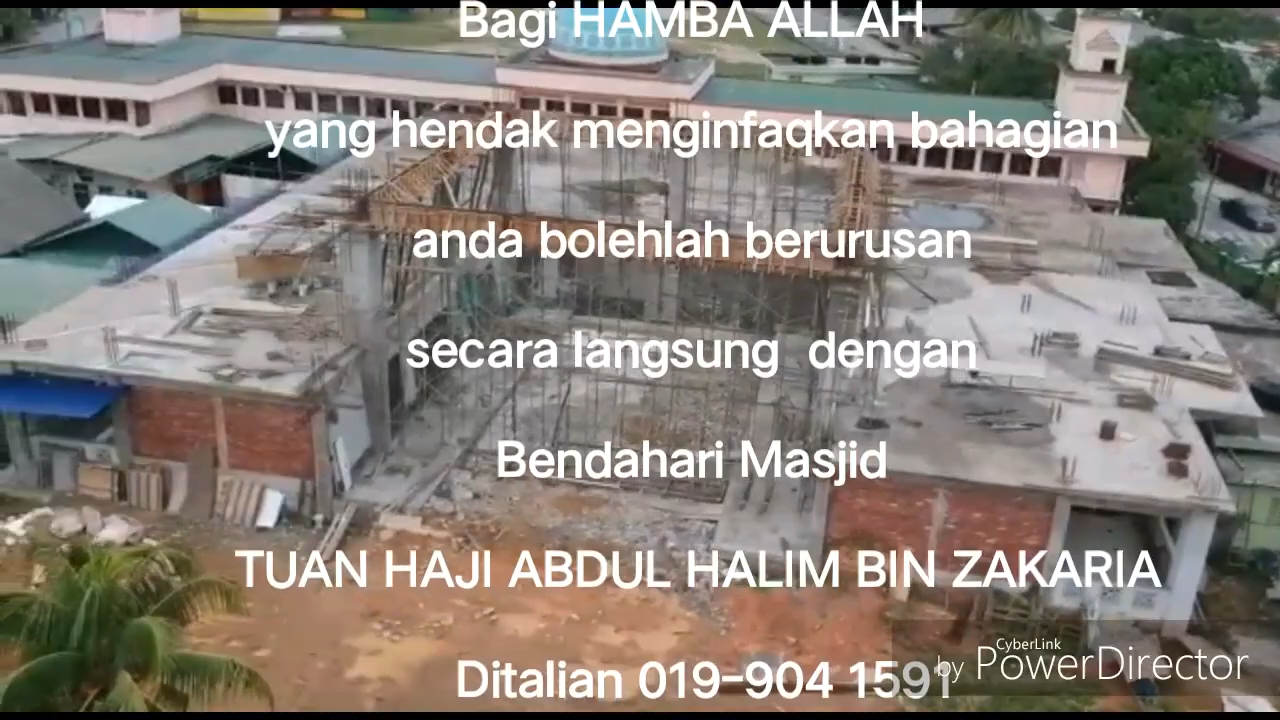 Bagi HAMBA ALLAH
yang hendak menginfaqkan bahagian
anda bolehlah berurusan
secara langsung dengan
Bendahari Masjid
TUAN HAJI ABDUL HALIM BIN ZAKARIA
Ditalian 019-904 1591
CyberLink
by PowerDirector